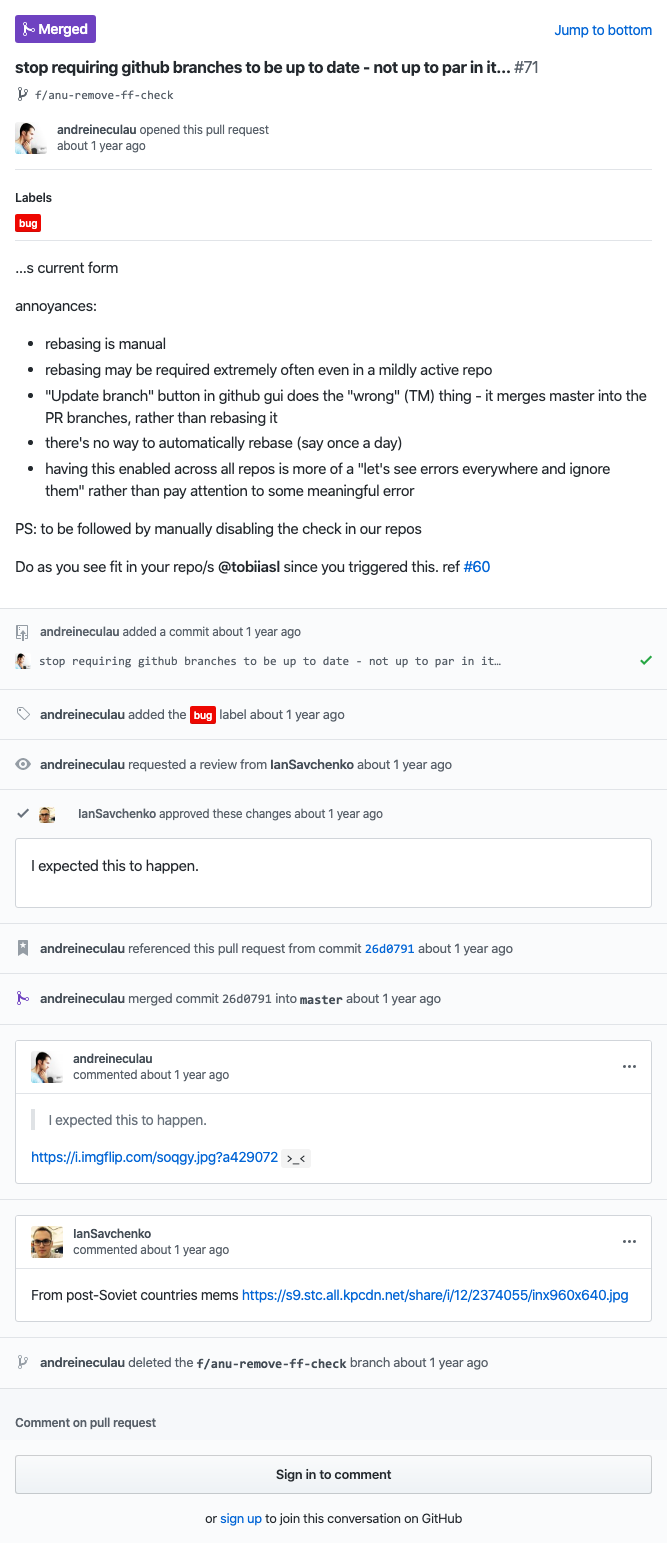 Merged
Jump to bottom
stop requiring github branches to be up to date - not up to par in it... #71
f/anu-remove-ff-check
andreineculau opened this pull request
about 1 year ago
Labels
bug
...s current form
annoyances:
rebasing is manual
rebasing may be required extremely often even in a mildly active repo
"Update branch" button in github gui does the "wrong" (TM) thing - it merges master into the
PR branches, rather than rebasing it
there's no way to automatically rebase (say once a day)
having this enabled across all repos is more of a "let's see errors everywhere and ignore
them" rather than pay attention to some meaningful error
PS: to be followed by manually disabling the check in our repos
Do as you see fit in your repo/s @tobiiasl since you triggered this. ref #60
andreineculau added a commit about 1 year ago
stop requiring github branches to be up to date - not up to par in it…
andreineculau added the bug label about 1 year ago
andreineculau requested a review from IanSavchenko about 1 year ago
IanSavchenko approved these changes about 1 year ago
I expected this to happen.
andreineculau referenced this pull request from commit 26d0791 about 1 year ago
andreineculau merged commit 26d0791 into master about 1 year ago
andreineculau
commented about 1 year ago
I expected this to happen.
https://i.imgflip.com/soqgy.jpg?a429072 >_<
IanSavchenko
commented about 1 year ago
From post-Soviet countries mems https://s9.stc.all.kpcdn.net/share/i/12/2374055/inx960x640.jpg
andreineculau deleted the f/anu-remove-ff-check branch about 1 year ago
Comment on pull request
Sign in to comment
or sign up to join this conversation on GitHub